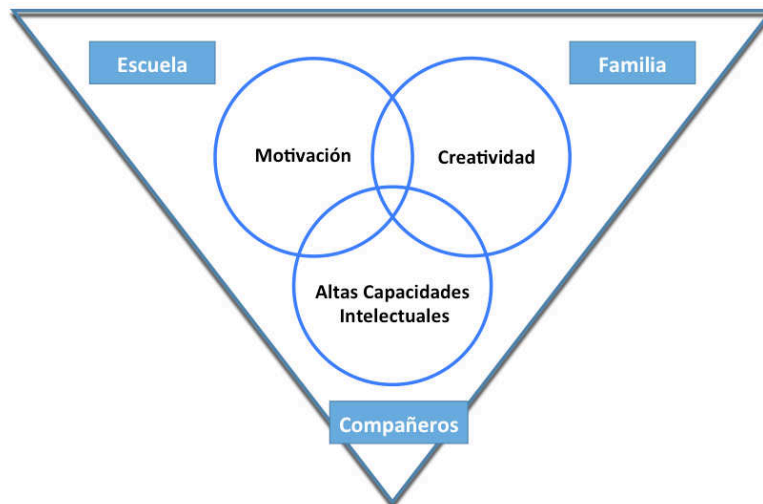 Escuela
Familia
Motivación
Creatividad
Altas Capacidades
Intelectuales
Compañeros